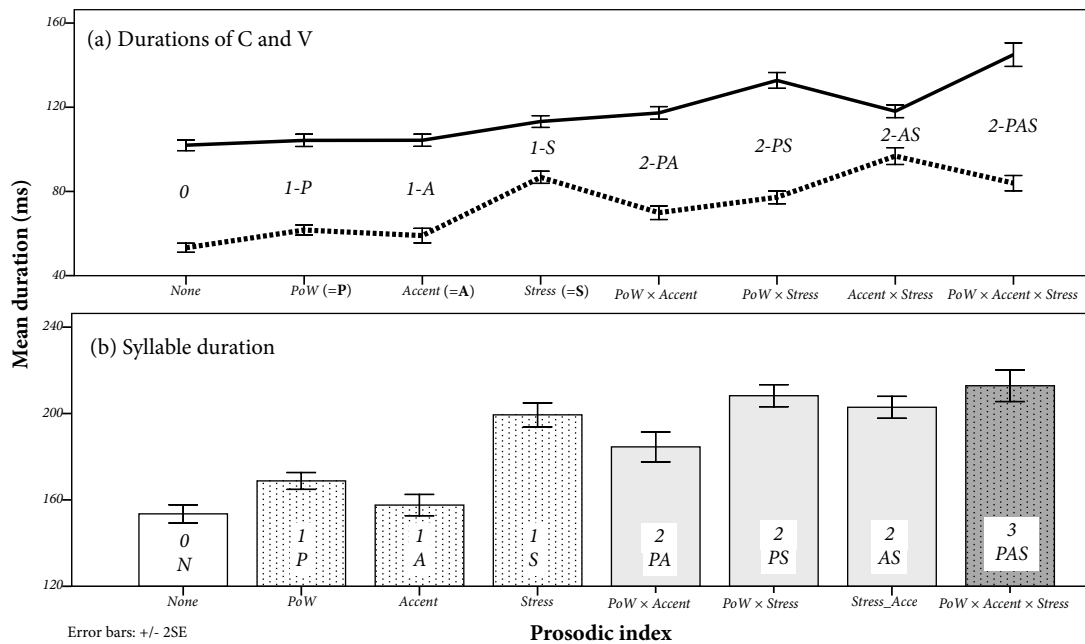 Mean duration (ms)
(a) Durations of C and V
160
120
80
40
0
1-P
1-A
1-S
2-PA
2-PS
2-AS
2-PAS
None
PoW (=P)
Accent (=A)
Stress (=S)
PoW × Accent
PoW × Stress
Accent × Stress
PoW × Accent × Stress
(b) Syllable duration
240
200
160
120
0
N
1
P
1
A
1
S
2
PA
2
PS
2
AS
3
PAS
None
PoW
Accent
Stress
PoW × Accent
PoW × Stress
Stress_Acce
PoW × Accent × Stress
Error bars: +/- 2SE
Prosodic index